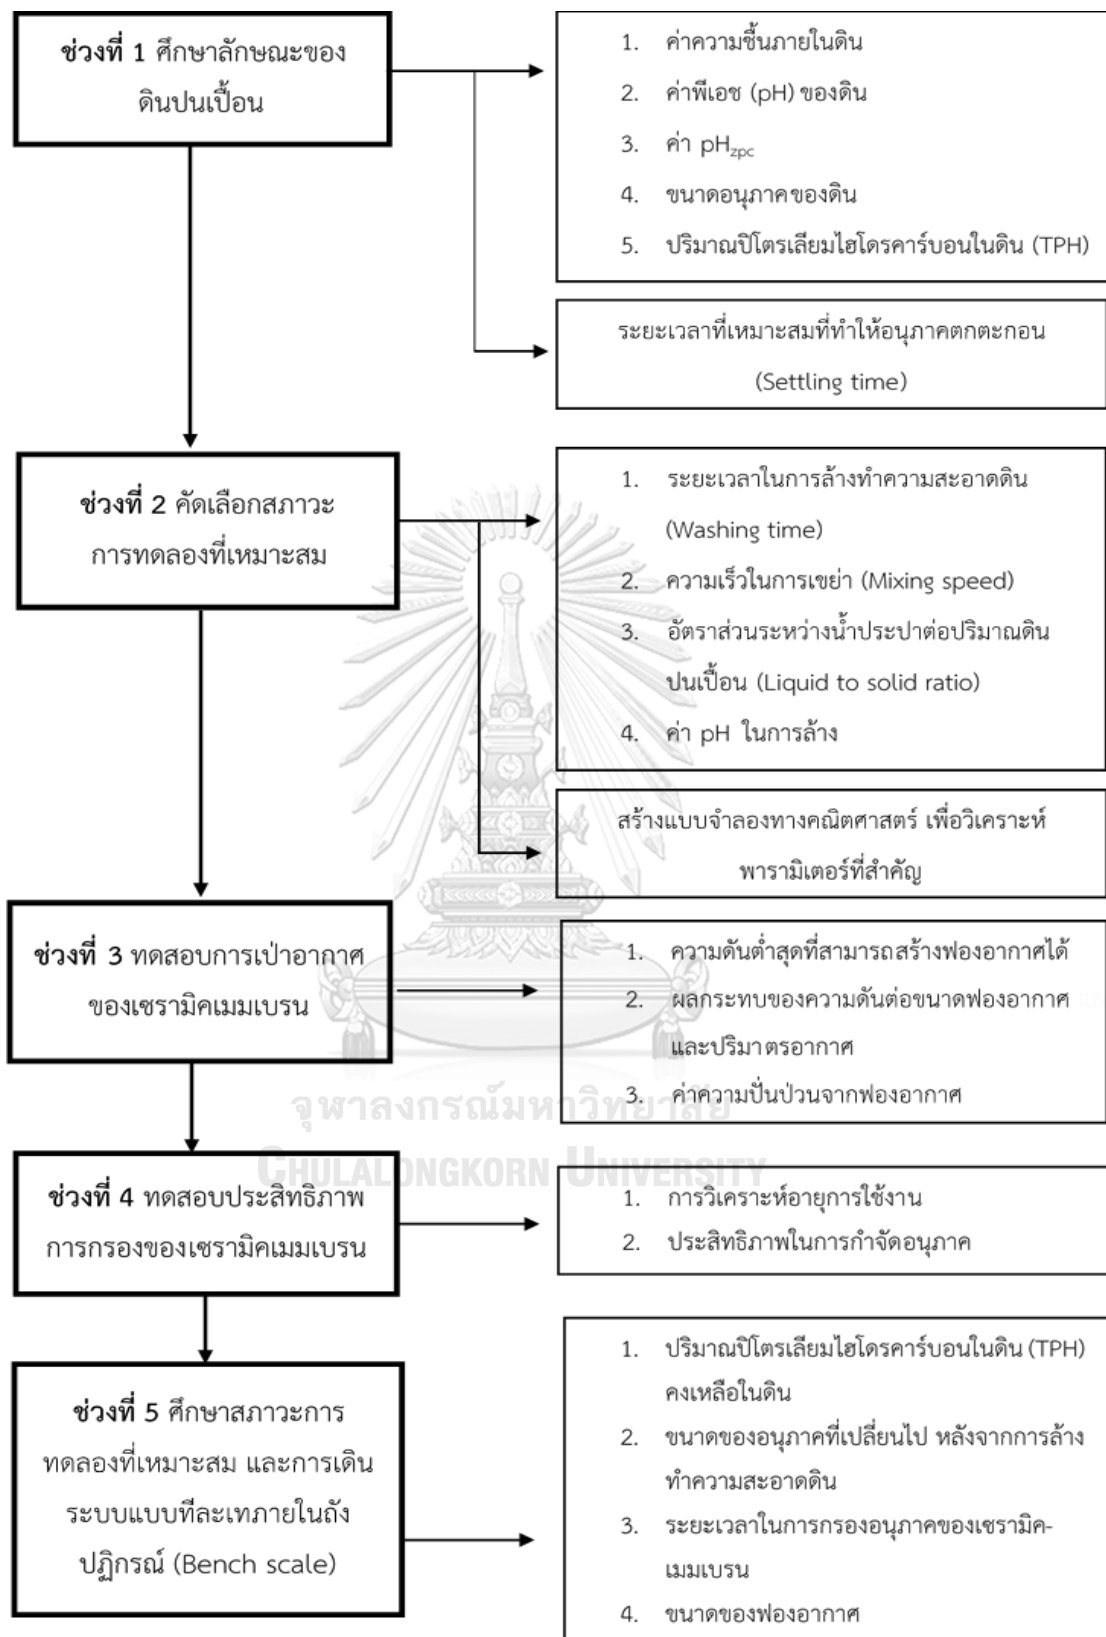 ช่วงที่ 1 ศึกษาลักษณะของ
ดินปนเปื้อน
1. ค่าความชื้นภายในดิน
2. ค่าพีเอช (pH) ของดิน
3. ค่า pHzpc
4. ขนาดอนุภาคของดิน
5. ปริมาณปิโตรเลียมไฮโดรคาร์บอนในดิน (TPH)
ระยะเวลาที่เหมาะสมที่ทำให้อนุภาคตกตะกอน
(Settling time)
ช่วงที่ 2 คัดเลือกสภาวะ
การทดลองที่เหมาะสม
1. ระยะเวลาในการล้างทำความสะอาดดิน
(Washing time)
2. ความเร็วในการเขย่า (Mixing speed)
3. อัตราส่วนระหว่างน้ำประปาต่อปริมาณดิน
ปนเปื้อน (Liquid to solid ratio)
4. ค่า pH ในการล้าง
สร้างแบบจำลองทางคณิตศาสตร์ เพื่อวิเคราะห์
พารามิเตอร์ที่สำคัญ
ช่วงที่ 3 ทดสอบการเป่าอากาศ
ของเซรามิคเมมเบรน
1. ความดันต่ำสุดที่สามารถสร้างฟองอากาศได้
2. ผลกระทบของความดันต่อขนาดฟองอากาศ
และปริมาตรอากาศ
3. ค่าความปั่นป่วนจากฟองอากาศ
จุฬาลงกรณ์มหาวิทยาลัย
CHULALONGKORN UNIVERSITY
ช่วงที่ 4 ทดสอบประสิทธิภาพ
การกรองของเซรามิคเมมเบรน
1. การวิเคราะห์อายุการใช้งาน
2. ประสิทธิภาพในการกำจัดอนุภาค
ช่วงที่ 5 ศึกษาสภาวะการ
ทดลองที่เหมาะสม และการเดิน
ระบบแบบทีละเทภายในถัง
ปฏิกรณ์ (Bench scale)
1. ปริมาณปิโตรเลียมไฮโดรคาร์บอนในดิน (TPH)
คงเหลือในดิน
2. ขนาดของอนุภาคที่เปลี่ยนไป หลังจากการล้าง
ทำความสะอาดดิน
3. ระยะเวลาในการกรองอนุภาคของเซรามิค-
เมมเบรน
4. ขนาดของฟองอากาศ